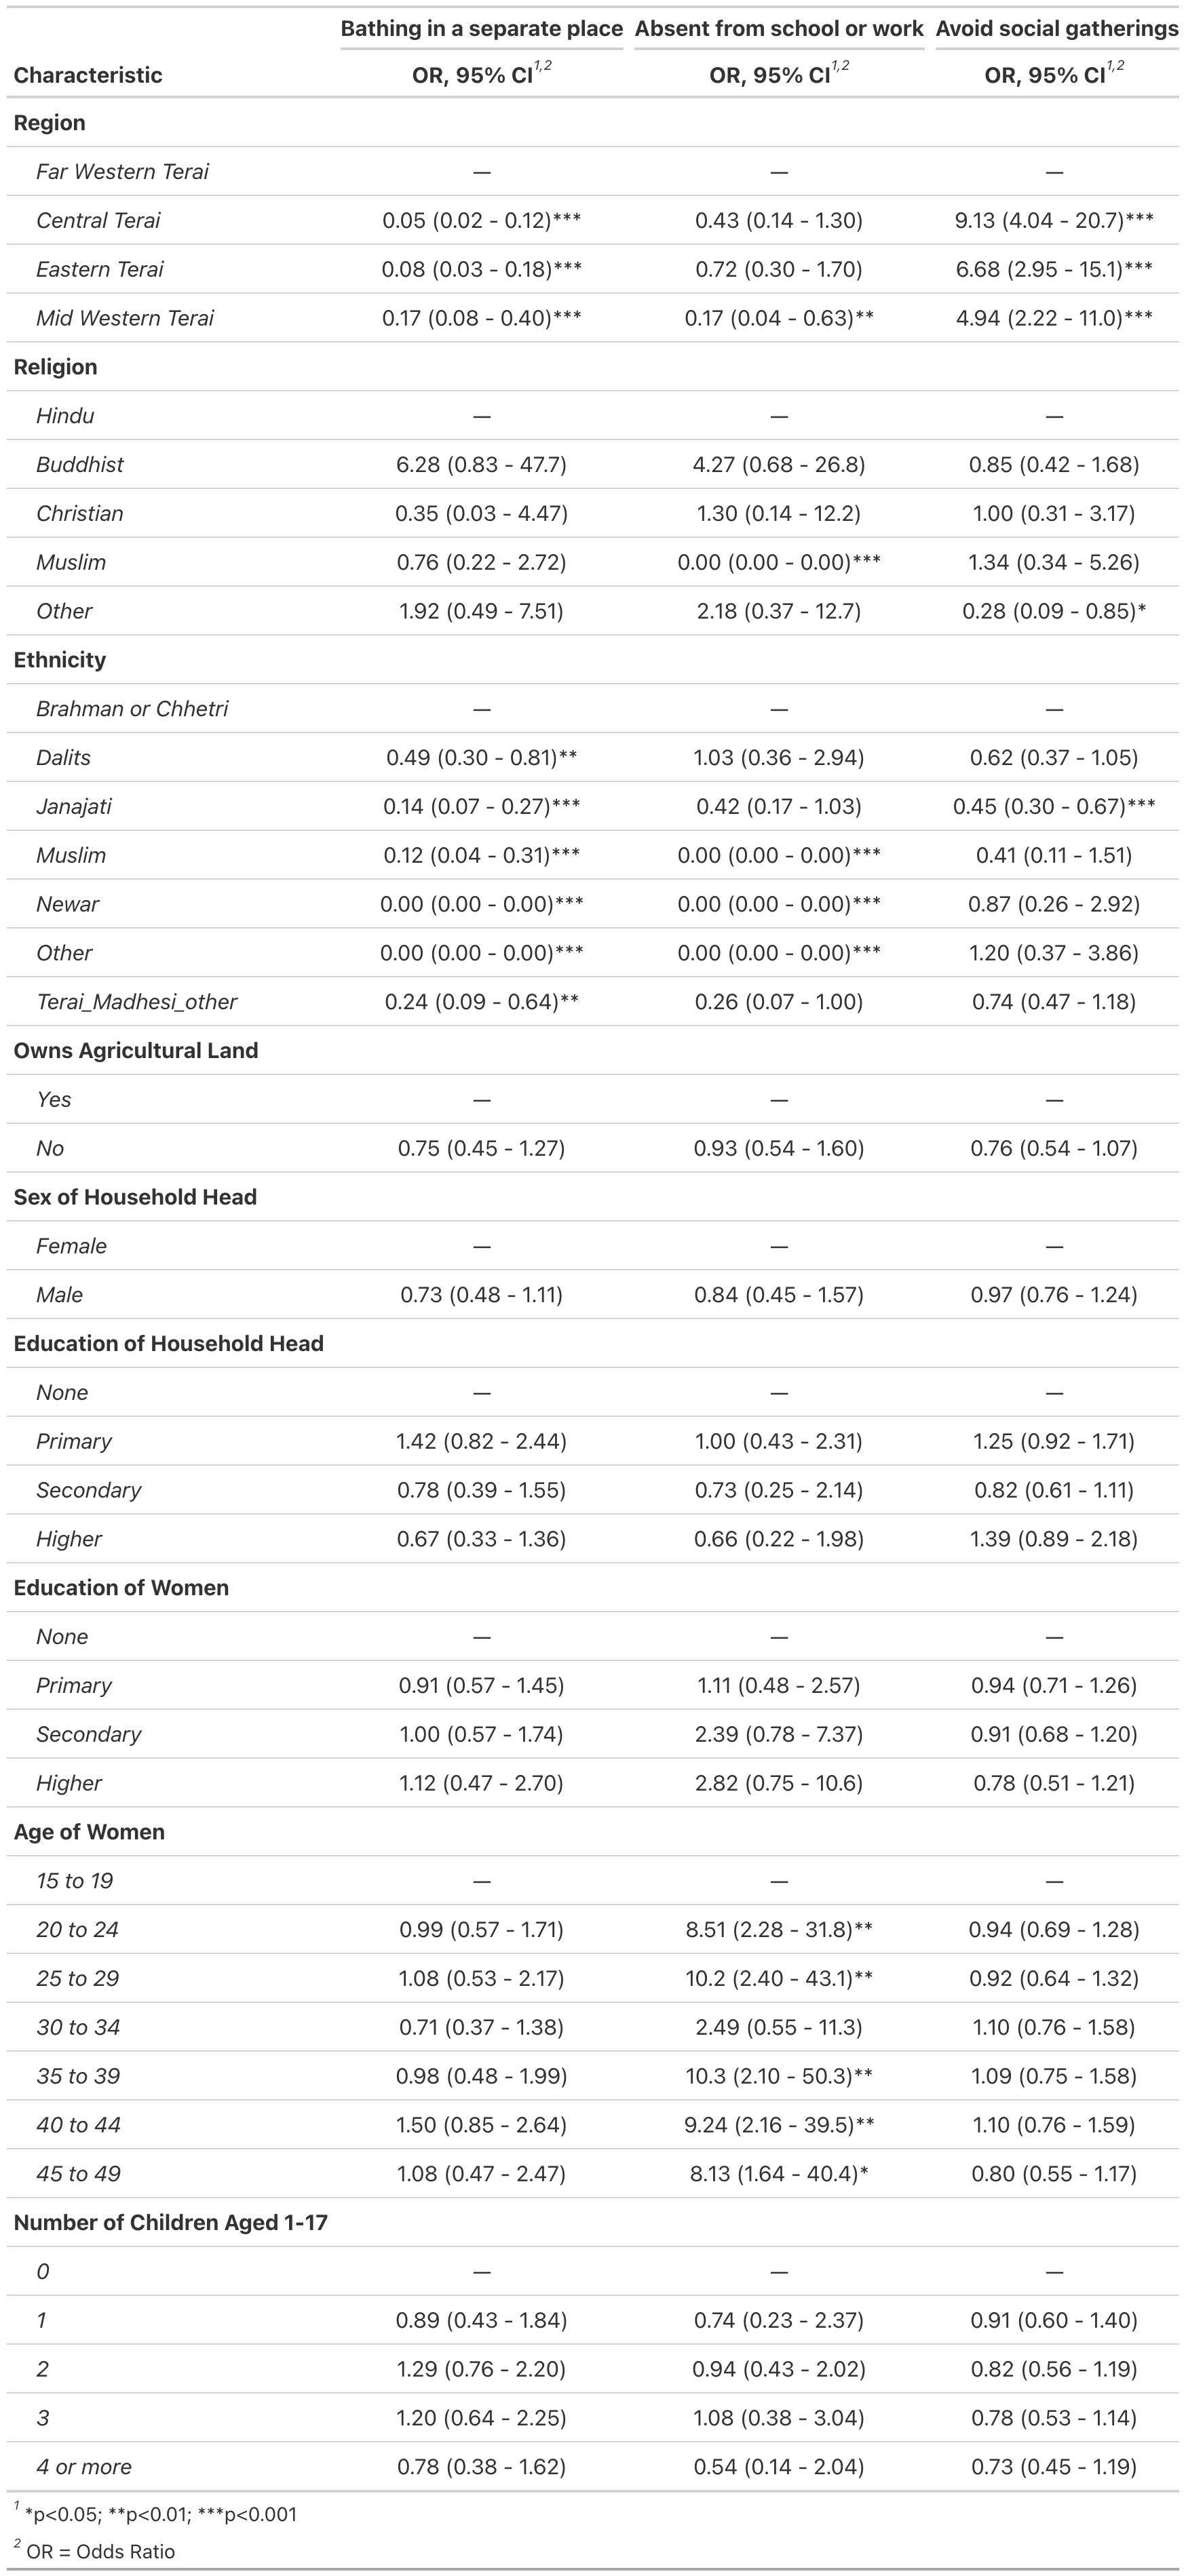 Bathing in a separate place Absent from school or work Avoid social gatherings
Characteristic OR, 95% CI1,2 OR, 95% CI1,2 OR, 95% CI1,2
Region
Far Western Terai — — —
Central Terai 0.05 (0.02 - 0.12)*** 0.43 (0.14 - 1.30) 9.13 (4.04 - 20.7)***
Eastern Terai 0.08 (0.03 - 0.18)*** 0.72 (0.30 - 1.70) 6.68 (2.95 - 15.1)***
Mid Western Terai 0.17 (0.08 - 0.40)*** 0.17 (0.04 - 0.63)** 4.94 (2.22 - 11.0)***
Religion
Hindu — — —
Buddhist 6.28 (0.83 - 47.7) 4.27 (0.68 - 26.8) 0.85 (0.42 - 1.68)
Christian 0.35 (0.03 - 4.47) 1.30 (0.14 - 12.2) 1.00 (0.31 - 3.17)
Muslim 0.76 (0.22 - 2.72) 0.00 (0.00 - 0.00)*** 1.34 (0.34 - 5.26)
Other 1.92 (0.49 - 7.51) 2.18 (0.37 - 12.7) 0.28 (0.09 - 0.85)*
Ethnicity
Brahman or Chhetri — — —
Dalits 0.49 (0.30 - 0.81)** 1.03 (0.36 - 2.94) 0.62 (0.37 - 1.05)
Janajati 0.14 (0.07 - 0.27)*** 0.42 (0.17 - 1.03) 0.45 (0.30 - 0.67)***
Muslim 0.12 (0.04 - 0.31)*** 0.00 (0.00 - 0.00)*** 0.41 (0.11 - 1.51)
Newar 0.00 (0.00 - 0.00)*** 0.00 (0.00 - 0.00)*** 0.87 (0.26 - 2.92)
Other 0.00 (0.00 - 0.00)*** 0.00 (0.00 - 0.00)*** 1.20 (0.37 - 3.86)
Terai_Madhesi_other 0.24 (0.09 - 0.64)** 0.26 (0.07 - 1.00) 0.74 (0.47 - 1.18)
Owns Agricultural Land
Yes — — —
No 0.75 (0.45 - 1.27) 0.93 (0.54 - 1.60) 0.76 (0.54 - 1.07)
Sex of Household Head
Female — — —
Male 0.73 (0.48 - 1.11) 0.84 (0.45 - 1.57) 0.97 (0.76 - 1.24)
Education of Household Head
None — — —
Primary 1.42 (0.82 - 2.44) 1.00 (0.43 - 2.31) 1.25 (0.92 - 1.71)
Secondary 0.78 (0.39 - 1.55) 0.73 (0.25 - 2.14) 0.82 (0.61 - 1.11)
Higher 0.67 (0.33 - 1.36) 0.66 (0.22 - 1.98) 1.39 (0.89 - 2.18)
Education of Women
None — — —
Primary 0.91 (0.57 - 1.45) 1.11 (0.48 - 2.57) 0.94 (0.71 - 1.26)
Secondary 1.00 (0.57 - 1.74) 2.39 (0.78 - 7.37) 0.91 (0.68 - 1.20)
Higher 1.12 (0.47 - 2.70) 2.82 (0.75 - 10.6) 0.78 (0.51 - 1.21)
Age of Women
15 to 19 — — —
20 to 24 0.99 (0.57 - 1.71) 8.51 (2.28 - 31.8)** 0.94 (0.69 - 1.28)
25 to 29 1.08 (0.53 - 2.17) 10.2 (2.40 - 43.1)** 0.92 (0.64 - 1.32)
30 to 34 0.71 (0.37 - 1.38) 2.49 (0.55 - 11.3) 1.10 (0.76 - 1.58)
35 to 39 0.98 (0.48 - 1.99) 10.3 (2.10 - 50.3)** 1.09 (0.75 - 1.58)
40 to 44 1.50 (0.85 - 2.64) 9.24 (2.16 - 39.5)** 1.10 (0.76 - 1.59)
45 to 49 1.08 (0.47 - 2.47) 8.13 (1.64 - 40.4)* 0.80 (0.55 - 1.17)
Number of Children Aged 1-17
0 — — —
1 0.89 (0.43 - 1.84) 0.74 (0.23 - 2.37) 0.91 (0.60 - 1.40)
2 1.29 (0.76 - 2.20) 0.94 (0.43 - 2.02) 0.82 (0.56 - 1.19)
3 1.20 (0.64 - 2.25) 1.08 (0.38 - 3.04) 0.78 (0.53 - 1.14)
4 or more 0.78 (0.38 - 1.62) 0.54 (0.14 - 2.04) 0.73 (0.45 - 1.19)
1 *p<0.05; **p<0.01; ***p<0.001
2 OR = Odds Ratio